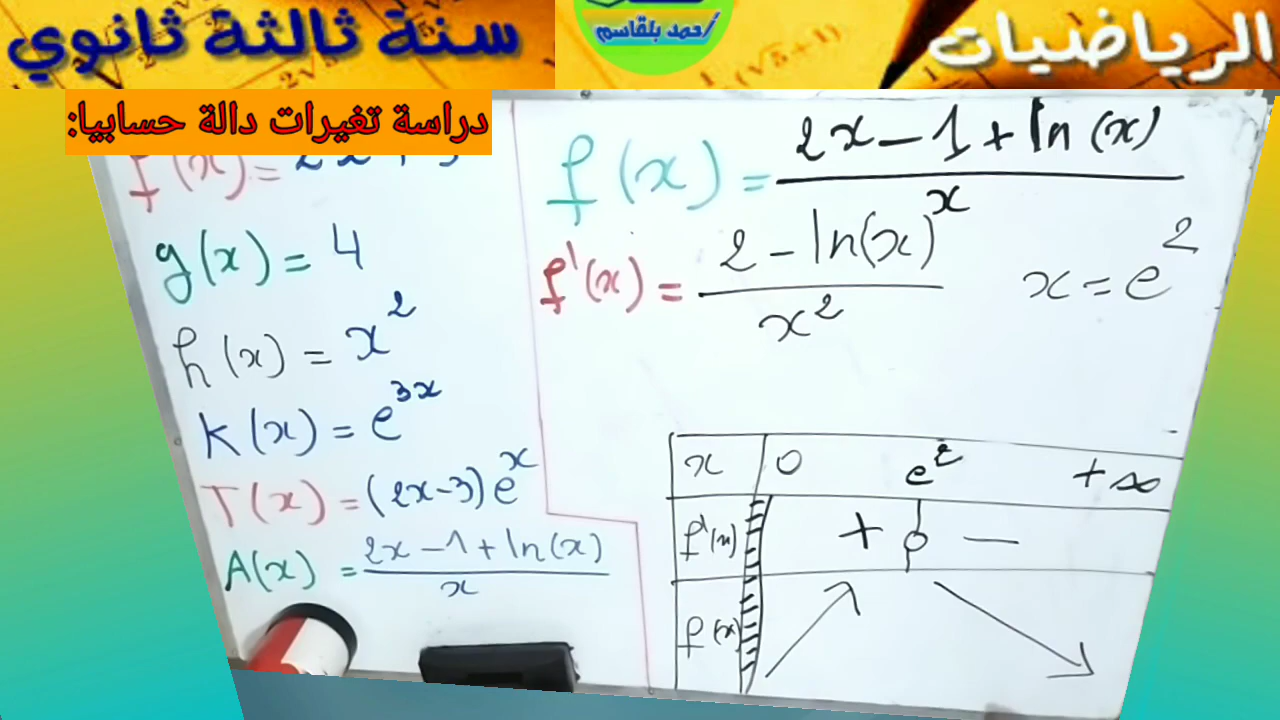 الرياضيات
أحمد بلقاسم
سنة ثالثة ثانوي
دراسة تغيرات دالة حسابيا:
g(x) = 4
h(x) = x²
K(x) = e^{3x}
T(x) = (2x-3)e^x
A(x) = (2x-1+ln(x))/x
f(x) = (2x-1+ln(x))/x
f'(x) = (2-ln(x))/x²
x = e²
x 0 e² +∞
f'(x) + 0 −
f(x)